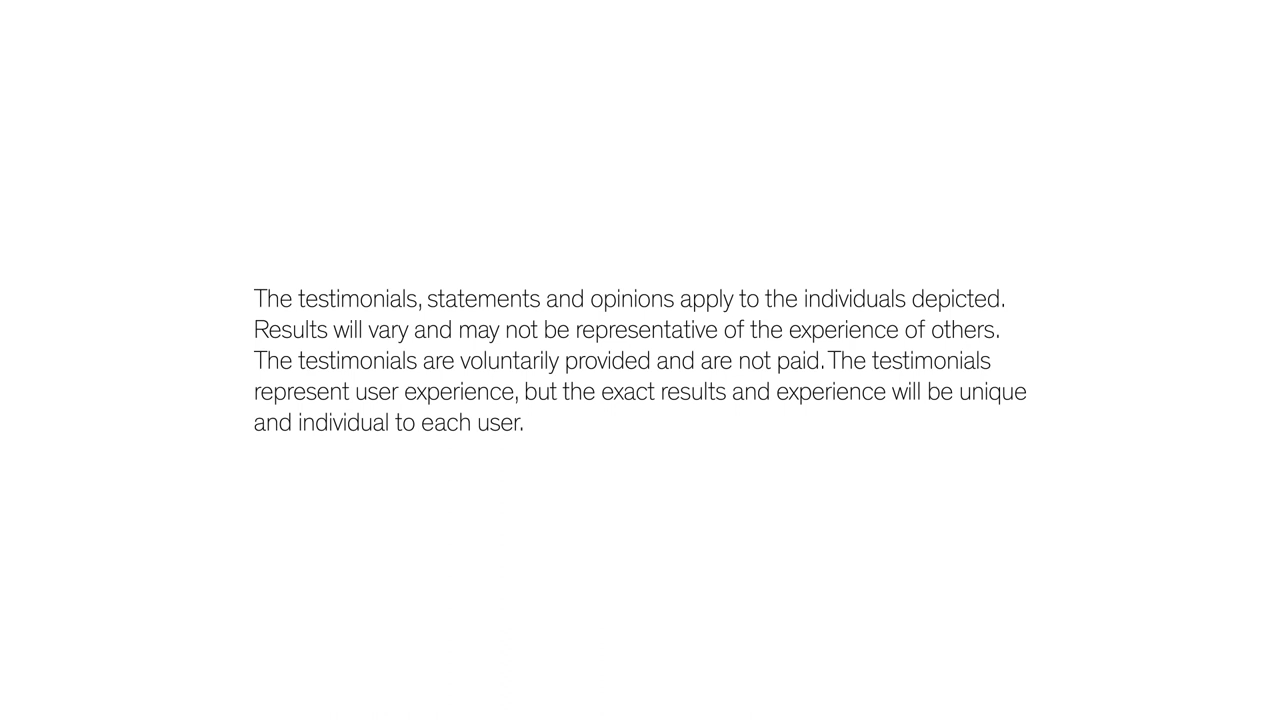 The testimonials, statements and opinions apply to the individuals depicted.
Results will vary and may not be representative of the experience of others.
The testimonials are voluntarily provided and are not paid. The testimonials
represent user experience, but the exact results and experience will be unique
and individual to each user.